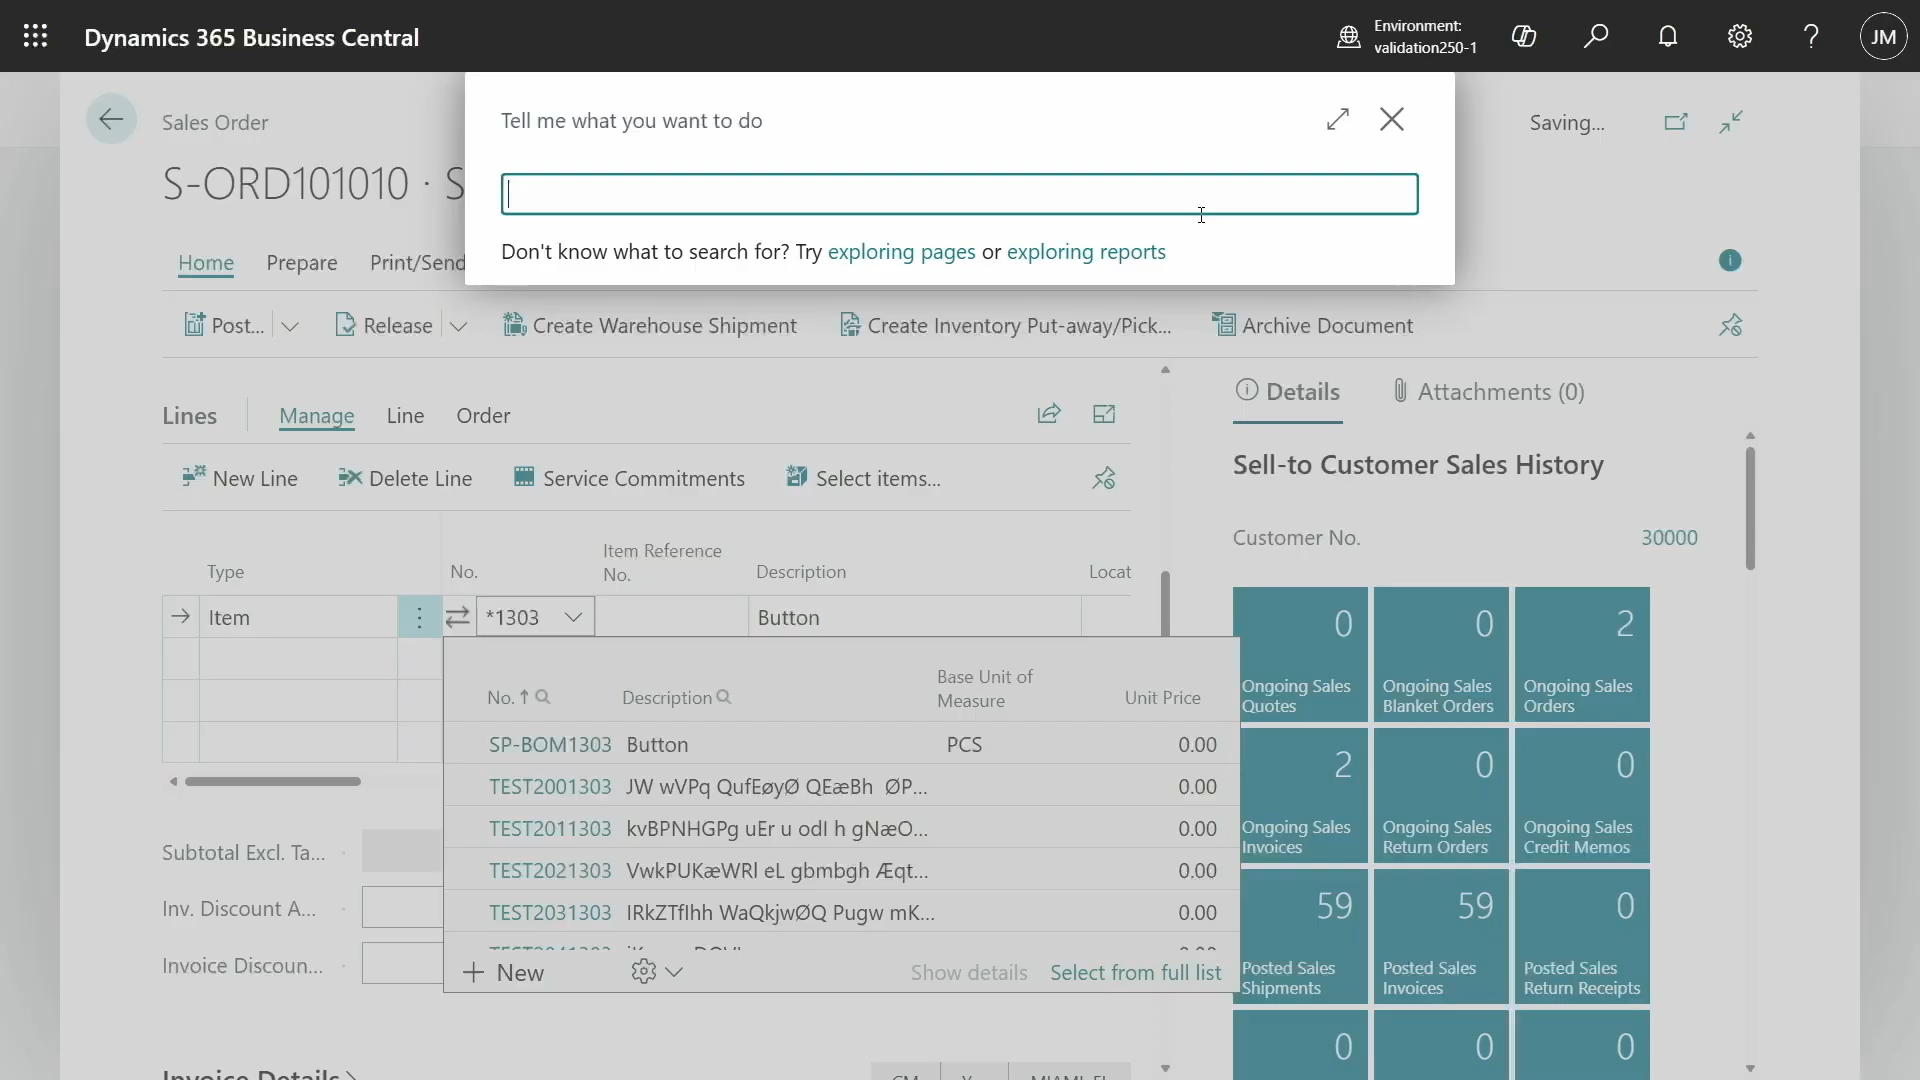 Dynamics 365 Business Central
Environment:
validation250-1
JM
Sales Order
Tell me what you want to do
Saving...
S-ORD101010 · S
Don't know what to search for? Try exploring pages or exploring reports
Home
Prepare
Print/Send
Post...
Release
Create Warehouse Shipment
Create Inventory Put-away/Pick...
Archive Document
Lines
Manage
Line
Order
New Line
Delete Line
Service Commitments
Select items...
Type
No.
Item Reference
No.
Description
Locat
Item
*1303
Button
No.
Description
Base Unit of
Measure
Unit Price
SP-BOM1303 Button PCS 0.00
TEST2001303 JW wVPq QufEøyØ QEæBh ØP... 0.00
TEST2011303 kvBPNHGPg uEr u odl h gNæO... 0.00
TEST2021303 VwkPUKæWRl eL gbmbgh Æqt... 0.00
TEST2031303 IRkZTflhh WaQkjwØQ Pugw mK... 0.00
New
Show details
Select from full list
Subtotal Excl. Ta...
Inv. Discount A...
Invoice Discoun...
Invoice Details
Details
Attachments (0)
Sell-to Customer Sales History
Customer No.
30000
0
Ongoing Sales
Quotes
0
Ongoing Sales
Blanket Orders
2
Ongoing Sales
Orders
2
Ongoing Sales
Invoices
0
Ongoing Sales
Return Orders
0
Ongoing Sales
Credit Memos
59
Posted Sales
Shipments
59
Posted Sales
Invoices
0
Posted Sales
Return Receipts
0
0
0